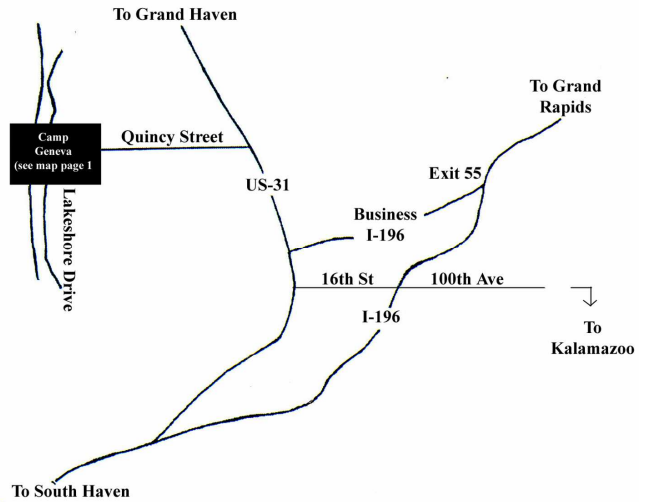 To Grand Haven
To Grand
Rapids
Camp
Geneva
(see map page 1
Quincy Street
Exit 55
US-31
Lakeshore Drive
Business
I-196
16th St
100th Ave
I-196
To
Kalamazoo
To South Haven